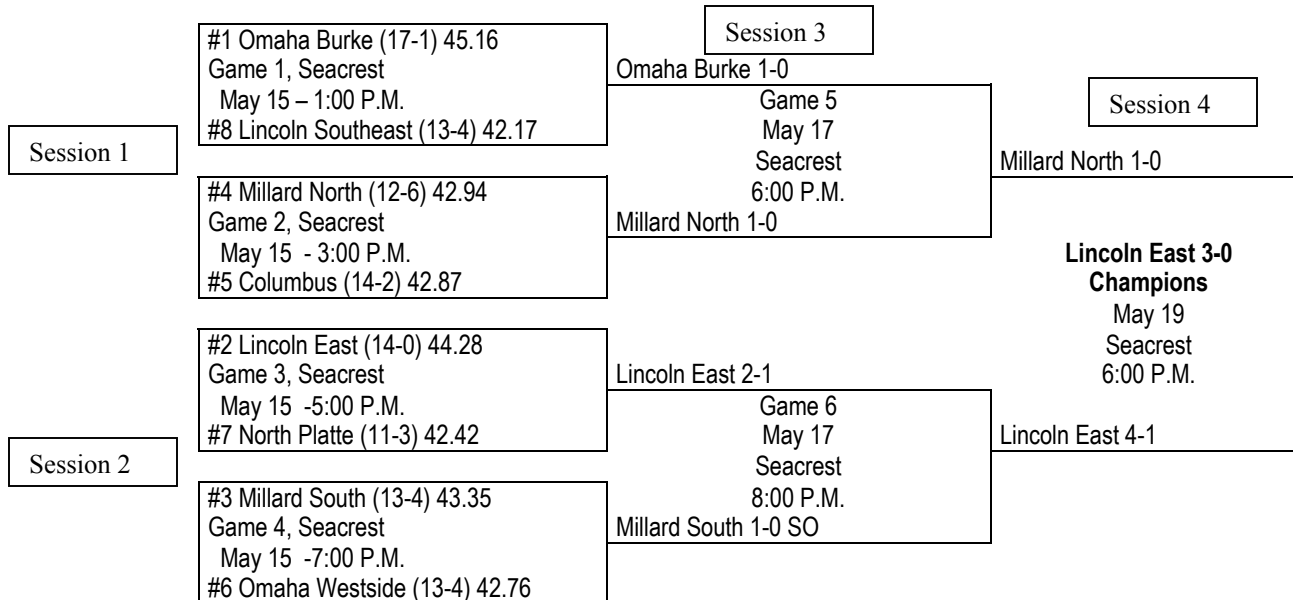 Session 1
#1 Omaha Burke (17-1) 45.16
Game 1, Seacrest
May 15 – 1:00 P.M.
#8 Lincoln Southeast (13-4) 42.17
#4 Millard North (12-6) 42.94
Game 2, Seacrest
May 15 - 3:00 P.M.
#5 Columbus (14-2) 42.87
Session 2
#2 Lincoln East (14-0) 44.28
Game 3, Seacrest
May 15 -5:00 P.M.
#7 North Platte (11-3) 42.42
#3 Millard South (13-4) 43.35
Game 4, Seacrest
May 15 -7:00 P.M.
#6 Omaha Westside (13-4) 42.76
Session 3
Omaha Burke 1-0
Game 5
May 17
Seacrest
6:00 P.M.
Millard North 1-0
Lincoln East 2-1
Game 6
May 17
Seacrest
8:00 P.M.
Millard South 1-0 SO
Session 4
Millard North 1-0
Lincoln East 3-0
Champions
May 19
Seacrest
6:00 P.M.
Lincoln East 4-1